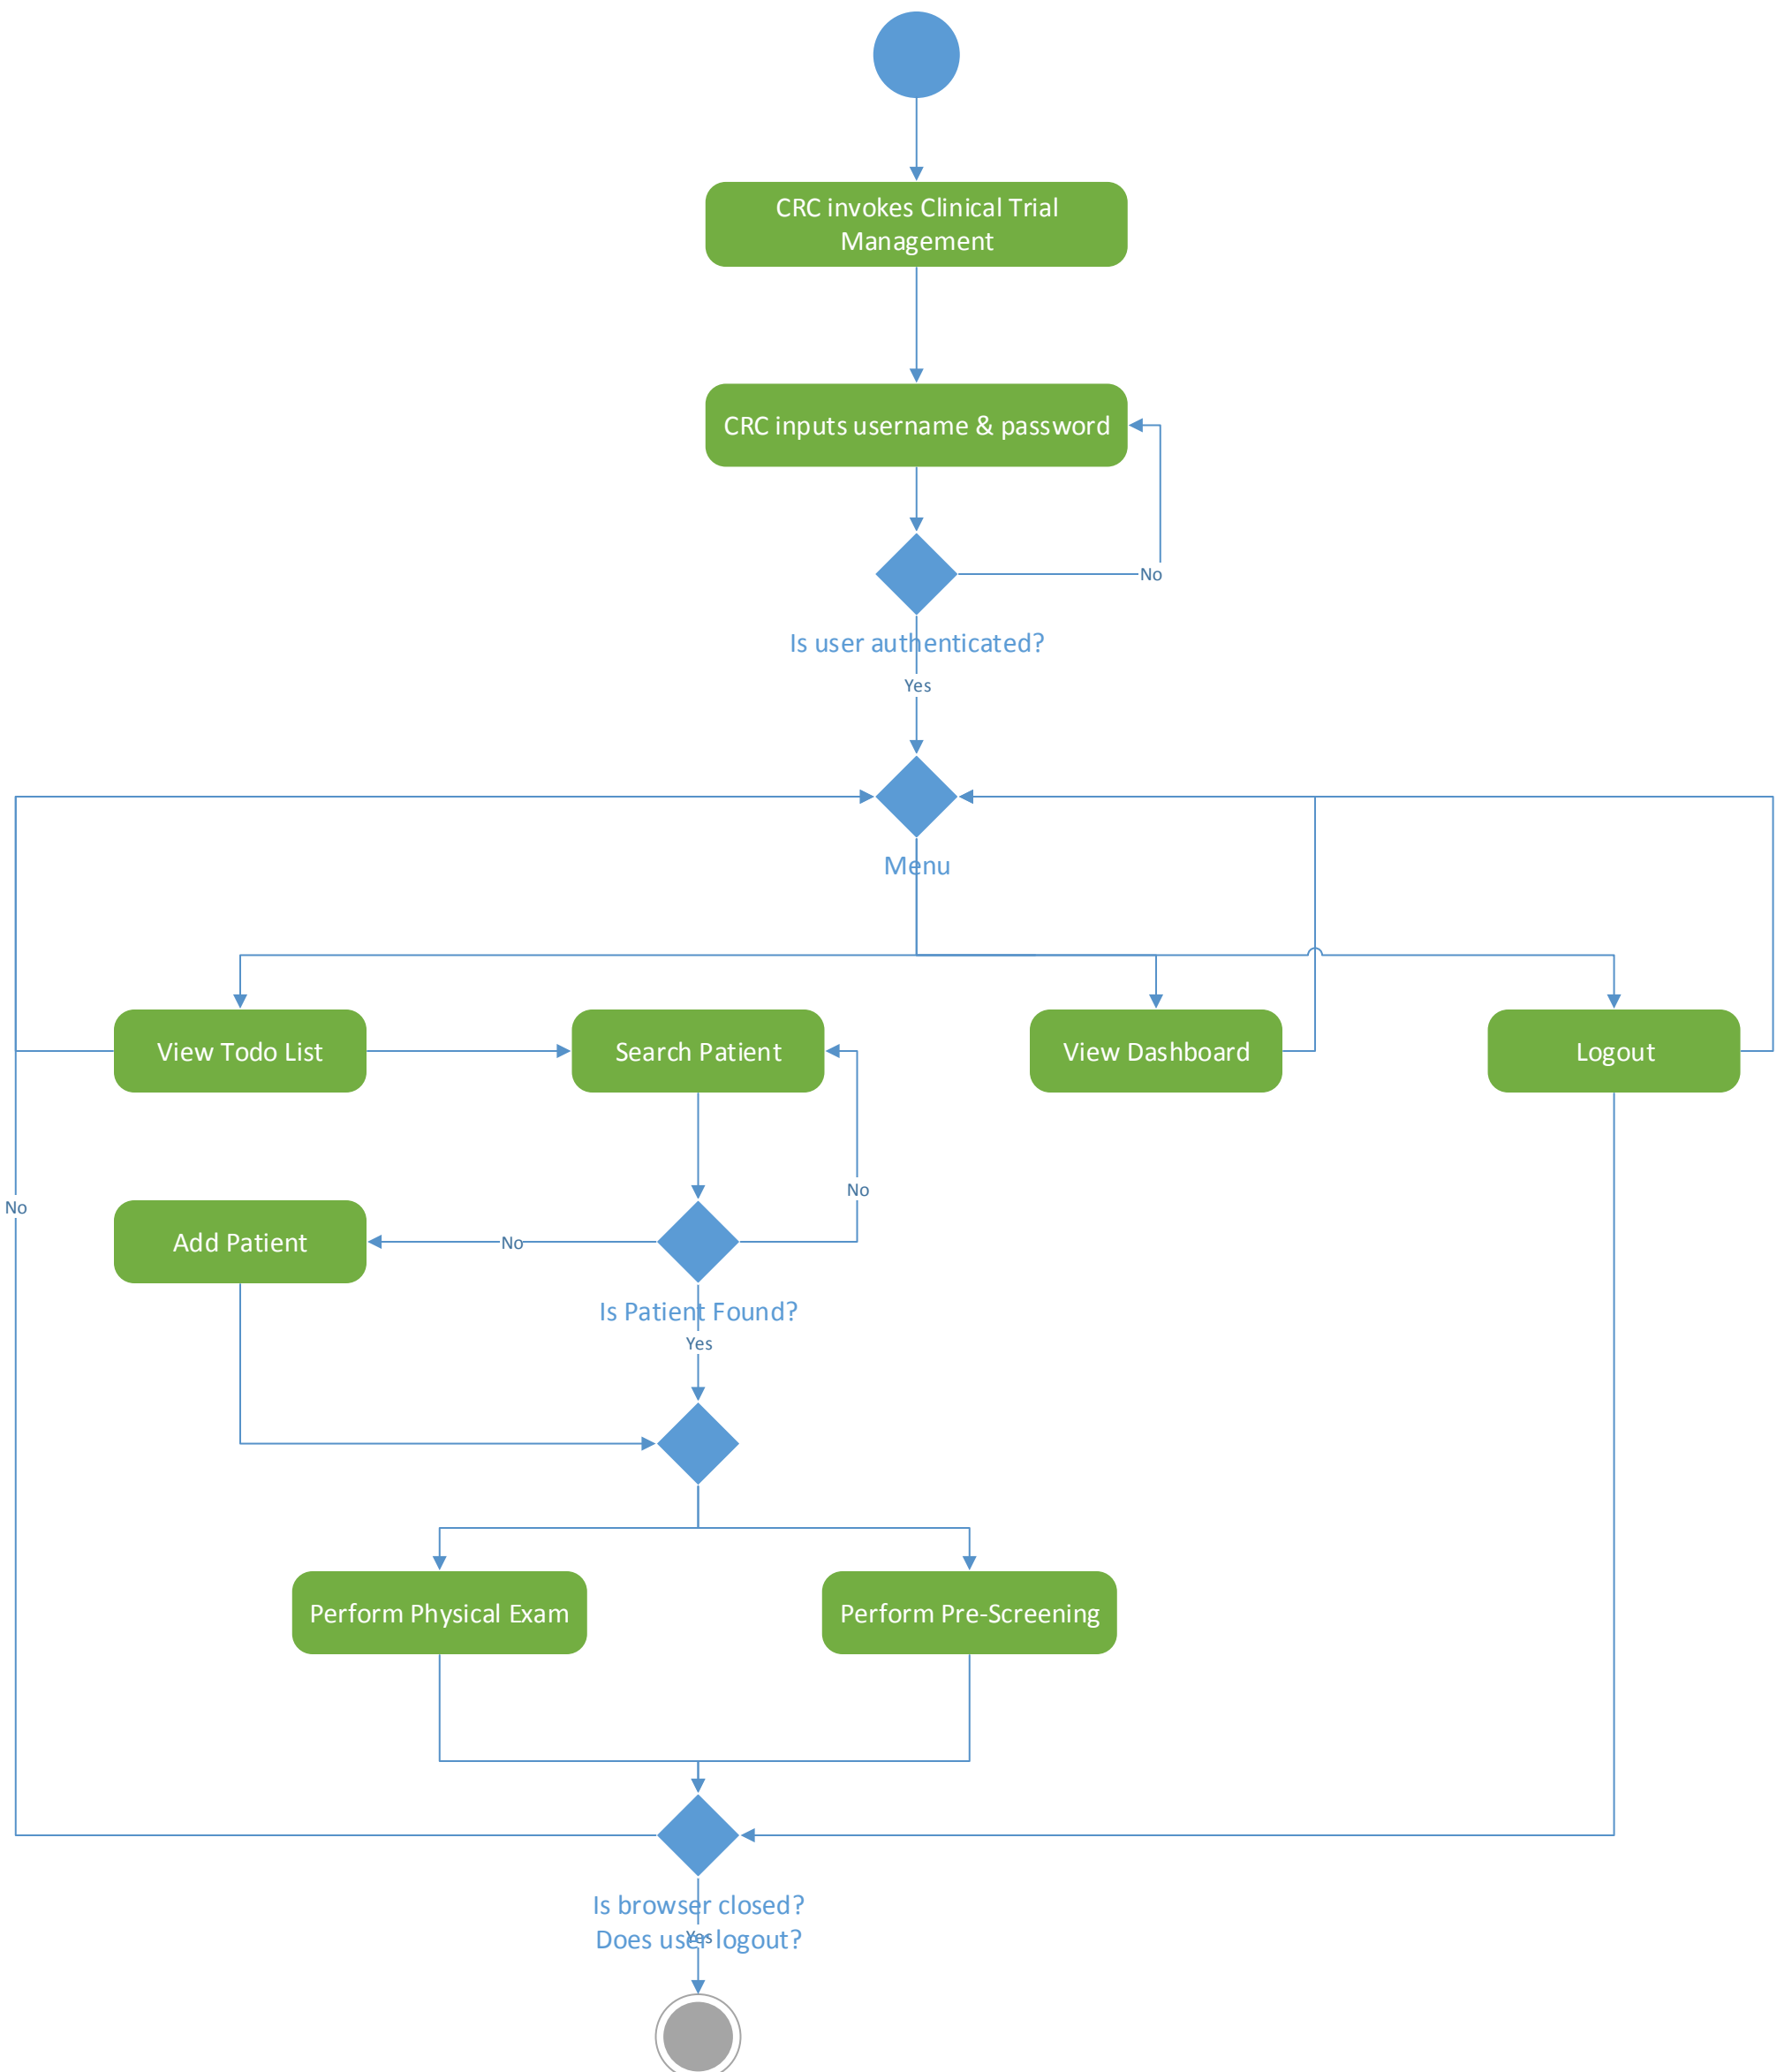 CRC invokes Clinical Trial
Management
CRC inputs username & password
No
Is user authenticated?
Yes
Menu
View Todo List
Search Patient
View Dashboard
Logout
No
No
Add Patient
No
Is Patient Found?
Yes
Perform Physical Exam
Perform Pre-Screening
Is browser closed?
Does user logout?
Yes